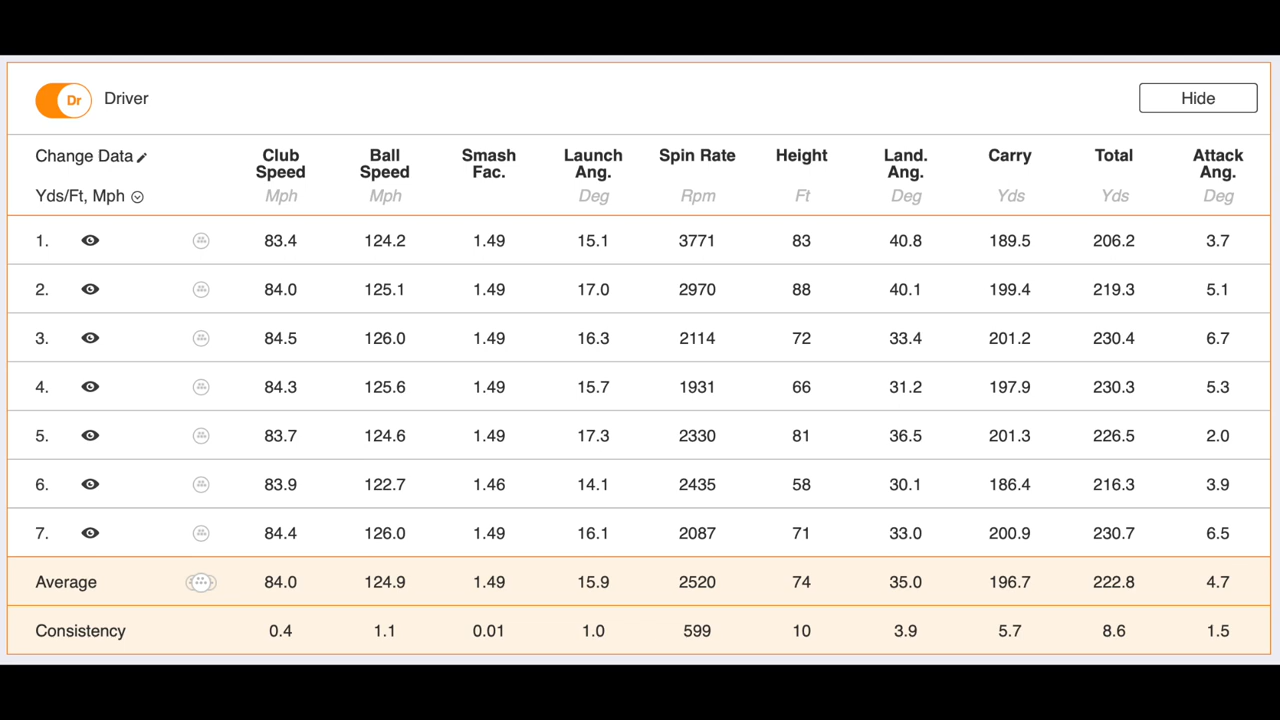 Dr Driver Hide
Change Data Club Speed Ball Speed Smash Fac. Launch Ang. Spin Rate Height Land. Ang. Carry Total Attack Ang.
Yds/Ft, Mph Mph Mph Deg Rpm Ft Deg Yds Yds Deg
1. 83.4 124.2 1.49 15.1 3771 83 40.8 189.5 206.2 3.7
2. 84.0 125.1 1.49 17.0 2970 88 40.1 199.4 219.3 5.1
3. 84.5 126.0 1.49 16.3 2114 72 33.4 201.2 230.4 6.7
4. 84.3 125.6 1.49 15.7 1931 66 31.2 197.9 230.3 5.3
5. 83.7 124.6 1.49 17.3 2330 81 36.5 201.3 226.5 2.0
6. 83.9 122.7 1.46 14.1 2435 58 30.1 186.4 216.3 3.9
7. 84.4 126.0 1.49 16.1 2087 71 33.0 200.9 230.7 6.5
Average 84.0 124.9 1.49 15.9 2520 74 35.0 196.7 222.8 4.7
Consistency 0.4 1.1 0.01 1.0 599 10 3.9 5.7 8.6 1.5